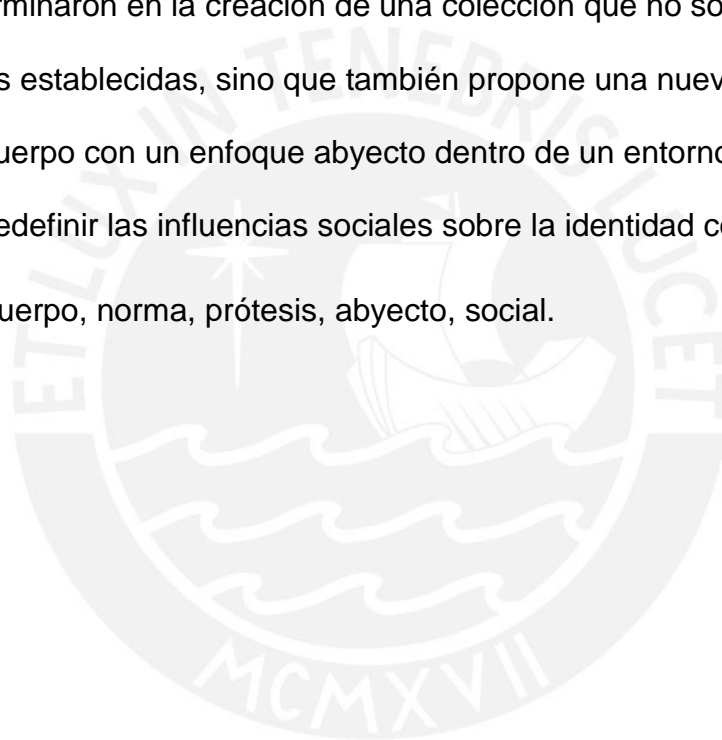 rminaron en la creación de una colección que no so
s establecidas, sino que también propone una nuev
uerpo con un enfoque abyecto dentro de un entorno
edefinir las influencias sociales sobre la identidad co
uerpo, norma, prótesis, abyecto, social.
ET LUX IN TENEBRIS LUCET
MCMXVII